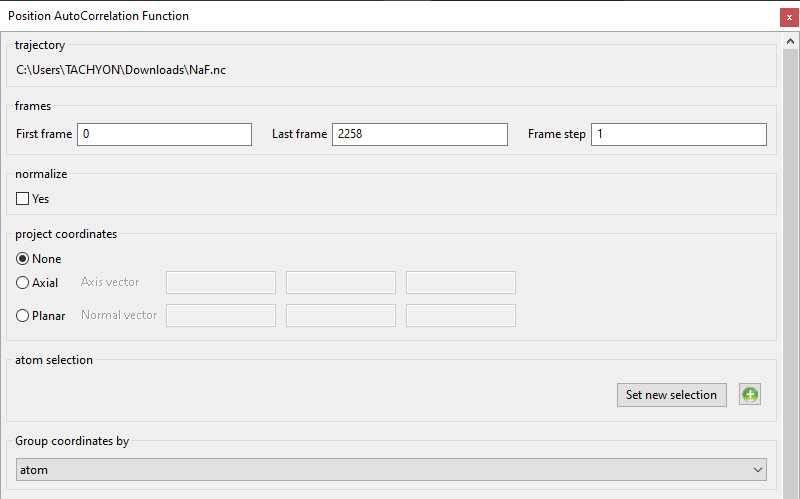 Position AutoCorrelation Function
trajectory
C:\Users\TACHYON\Downloads\NaF.nc
frames
First frame 0 Last frame 2258 Frame step 1
normalize
Yes
project coordinates
None
Axial Axis vector
Planar Normal vector
atom selection
Set new selection
Group coordinates by
atom